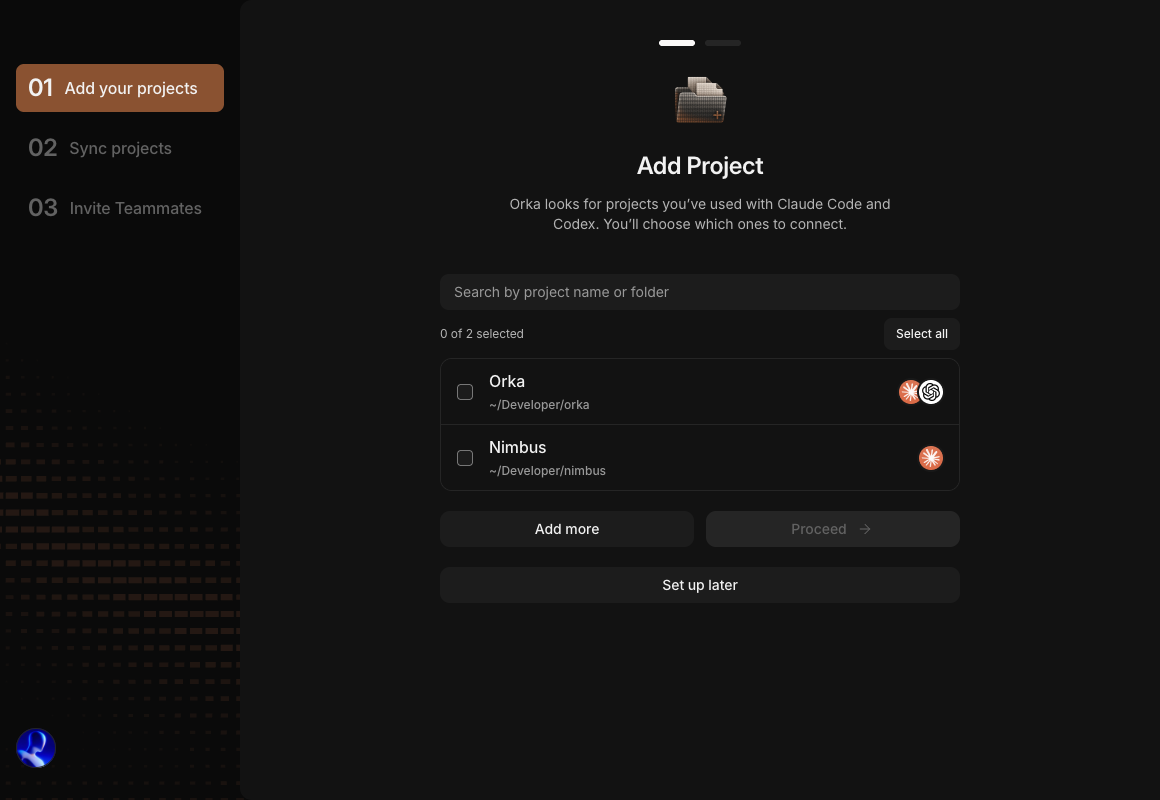 01 Add your projects
02 Sync projects
03 Invite Teammates
Add Project
Orka looks for projects you’ve used with Claude Code and
Codex. You’ll choose which ones to connect.
Search by project name or folder
0 of 2 selected
Select all
Orka
~/Developer/orka
Nimbus
~/Developer/nimbus
Add more
Proceed
Set up later